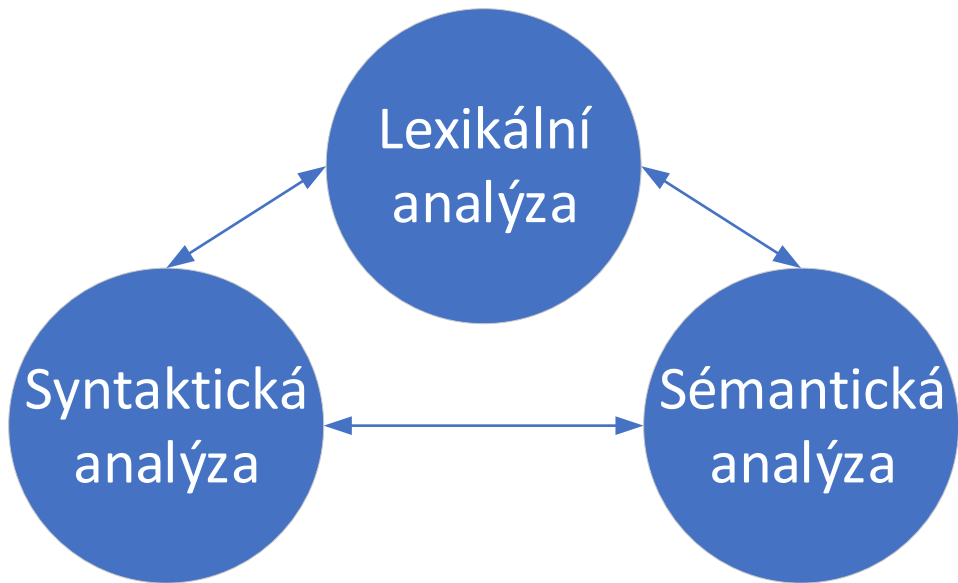 Lexikální
analýza
Syntaktická
analýza
Sémantická
analýza